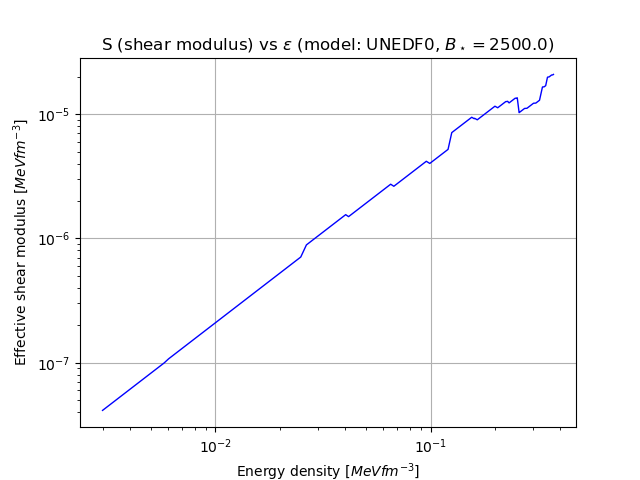 S (shear modulus) vs ε (model: UNEDF0, B⋆ = 2500.0)
Effective shear modulus [MeVfm⁻³]
10⁻⁵
10⁻⁶
10⁻⁷
10⁻²
10⁻¹
Energy density [MeVfm⁻³]